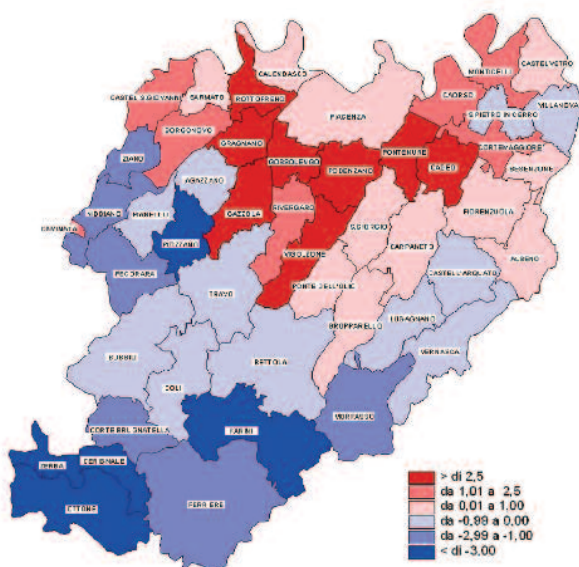 CASTELVETRO
MONTICELLI
CALENDASCO
CASTEL S.GIOVANNI
SARMATO
ROTTOFRENO
CAORSO
S.PIETRO IN CERRO
VILLANOVA
PIACENZA
BORGONOVO
GRAGNANO
PONTENURE
CORTEMAGGIORE
ZIANO
GOSSOLENGO
PODENZANO
CADEO
BESENZONE
AGAZZANO
NIBBIANO
PIANELLO
GAZZOLA
RIVERGARO
FIORENZUOLA
CAMINATA
PIOZZANO
S.GIORGIO
CARPANETO
VIGOLZONE
ALSENO
PECORARA
CASTELL'ARQUATO
TRAVO
PONTE DELL'OLIO
LUGAGNANO
GROPPARELLO
VERNASCA
BOBBIO
BETTOLA
COLI
MORFASSO
CORTE BRUGNATELLA
FARINI
ZERBA
CERIGNALE
OTTONE
FERRIERE
> di 2,5
da 1,01 a 2,5
da 0,01 a 1,00
da -0,99 a 0,00
da -2,99 a -1,00
< di -3,00